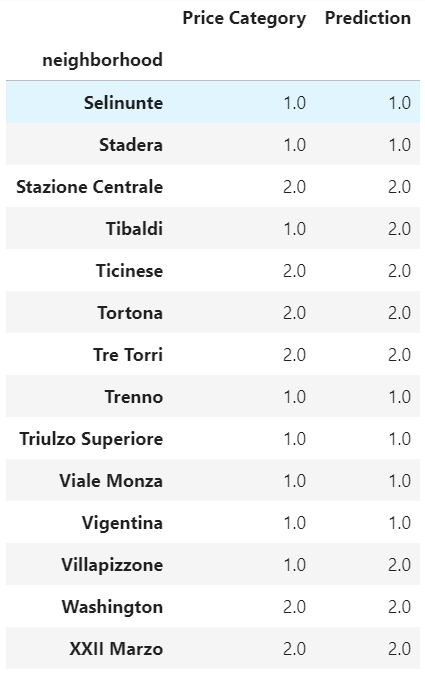 Price Category Prediction
neighborhood
Selinunte 1.0 1.0
Stadera 1.0 1.0
Stazione Centrale 2.0 2.0
Tibaldi 1.0 2.0
Ticinese 2.0 2.0
Tortona 2.0 2.0
Tre Torri 2.0 2.0
Trenno 1.0 1.0
Triulzo Superiore 1.0 1.0
Viale Monza 1.0 1.0
Vigentina 1.0 1.0
Villapizzone 1.0 2.0
Washington 2.0 2.0
XXII Marzo 2.0 2.0